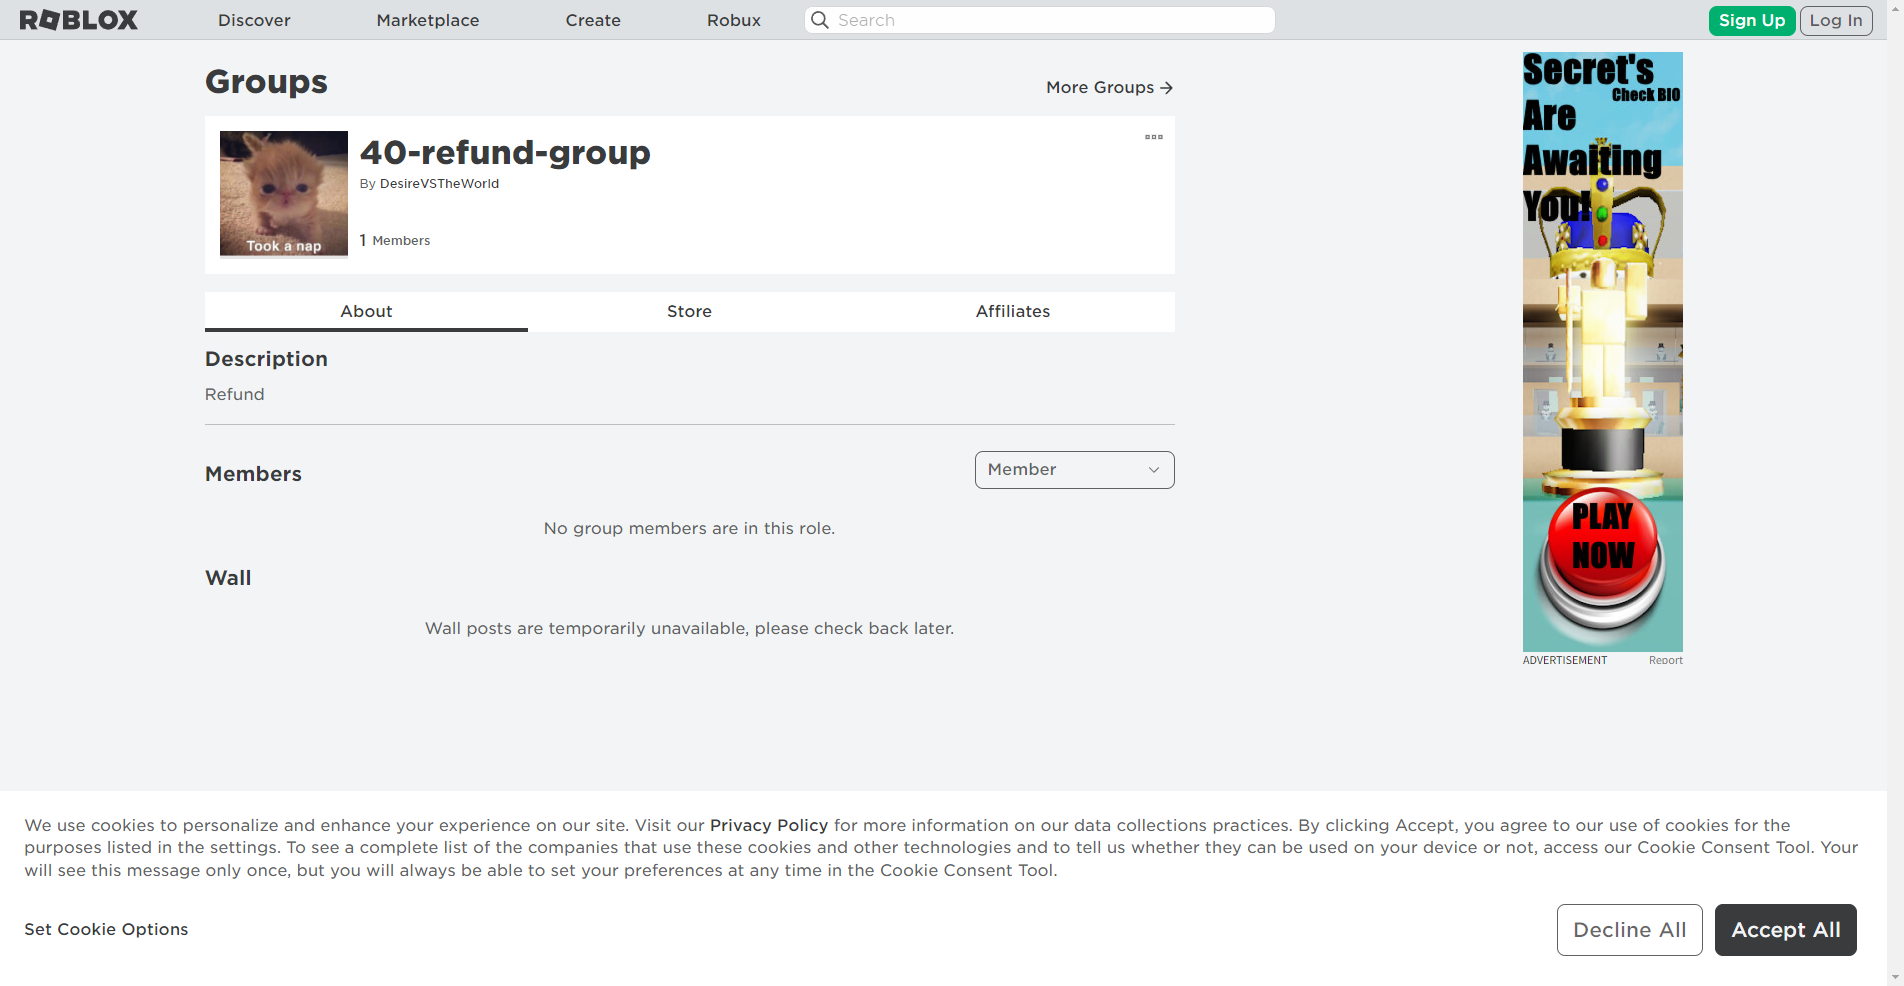 ROBLOX
Discover
Marketplace
Create
Robux
Search
Sign Up
Log In
Groups
More Groups
40-refund-group
By DesireVSTheWorld
1 Members
Took a nap
About
Store
Affiliates
Description
Refund
Members
Member
No group members are in this role.
Wall
Wall posts are temporarily unavailable, please check back later.
Secret's
Check BIO
Are
Awaiting
You!
PLAY
NOW
ADVERTISEMENT
Report
We use cookies to personalize and enhance your experience on our site. Visit our Privacy Policy for more information on our data collections practices. By clicking Accept, you agree to our use of cookies for the
purposes listed in the settings. To see a complete list of the companies that use these cookies and other technologies and to tell us whether they can be used on your device or not, access our Cookie Consent Tool. Your
will see this message only once, but you will always be able to set your preferences at any time in the Cookie Consent Tool.
Set Cookie Options
Decline All
Accept All